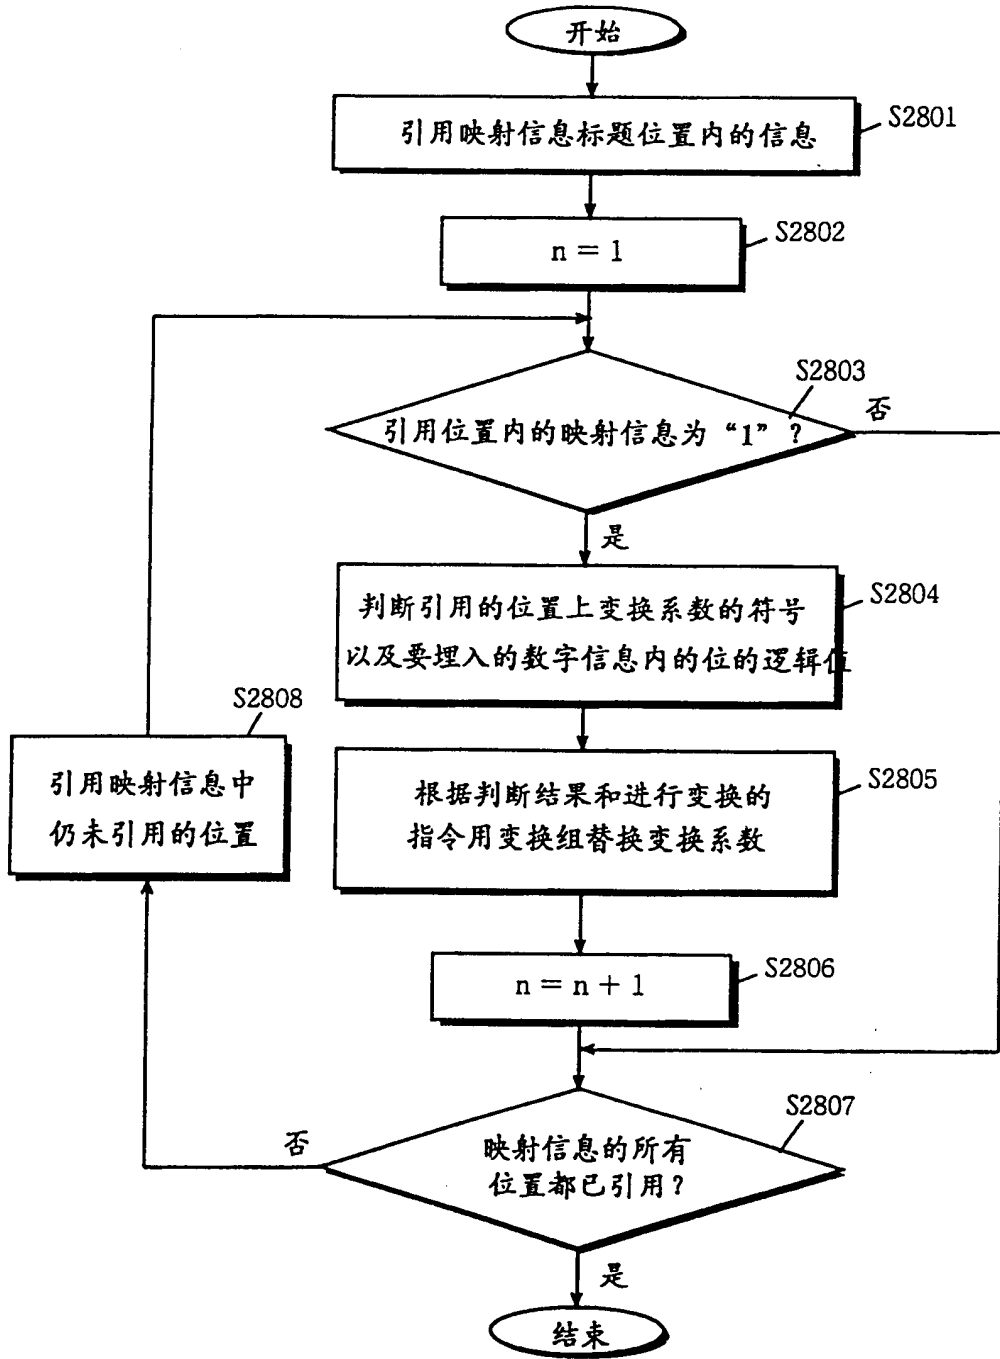 开始
引用映射信息标题位置内的信息
S2801
n = 1
S2802
S2803
引用位置内的映射信息为“1”？
否
是
判断引用的位置上变换系数的符号
以及要埋入的数字信息内的位的逻辑值
S2804
S2808
引用映射信息中
仍未引用的位置
根据判断结果和进行变换的
指令用变换组替换变换系数
S2805
n = n + 1
S2806
S2807
映射信息的所有
位置都已引用？
否
是
结束